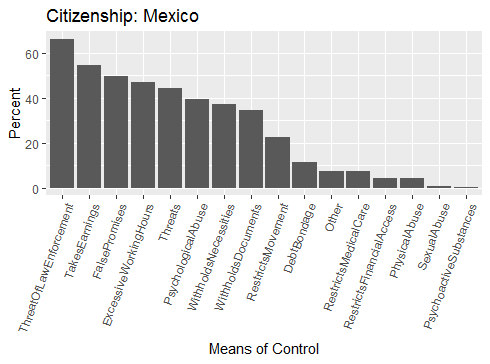 Citizenship: Mexico
Percent
60
40
20
0
ThreatOfLawEnforcement
TakesEarnings
FalsePromises
ExcessiveWorkingHours
Threats
PsychologicalAbuse
WithholdsNecessities
WithholdsDocuments
RestrictsMovement
DebtBondage
Other
RestrictsMedicalCare
RestrictsFinancialAccess
PhysicalAbuse
SexualAbuse
PsychoactiveSubstances
Means of Control